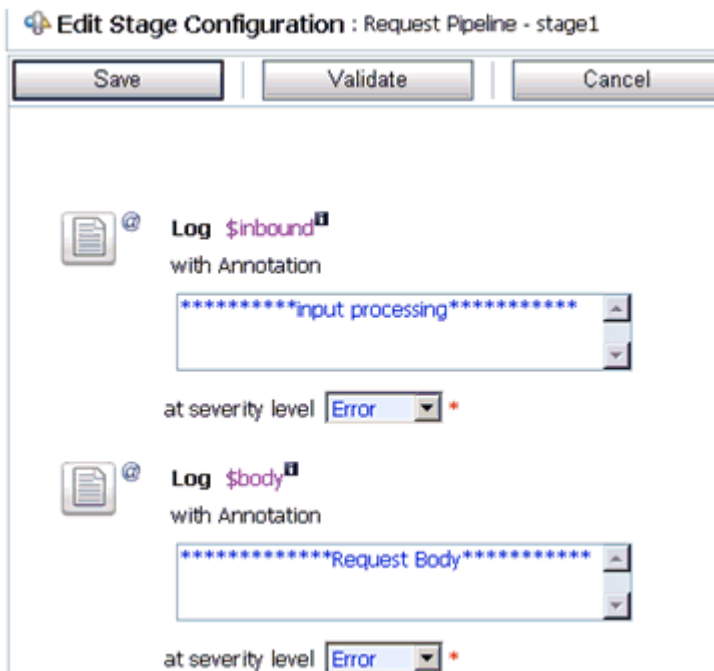 Edit Stage Configuration : Request Pipeline - stage1
Save Validate Cancel
@ Log $inbound i
with Annotation
**********input processing***********
at severity level Error *
@ Log $body i
with Annotation
*************Request Body***********
at severity level Error *